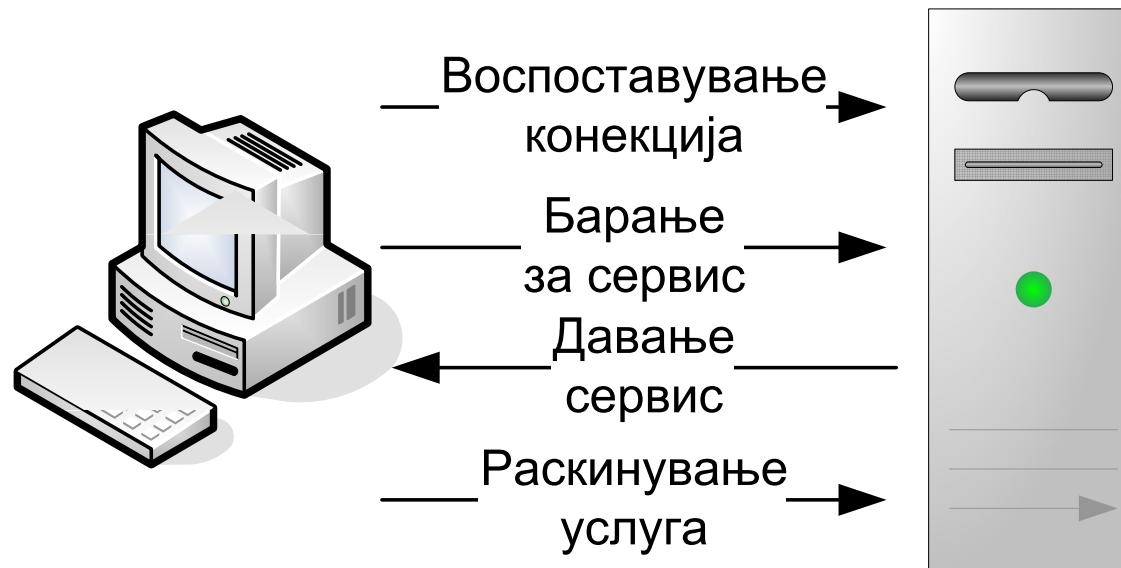 Воспоставување
конекција
Барање
за сервис
Давање
сервис
Раскинување
услуга